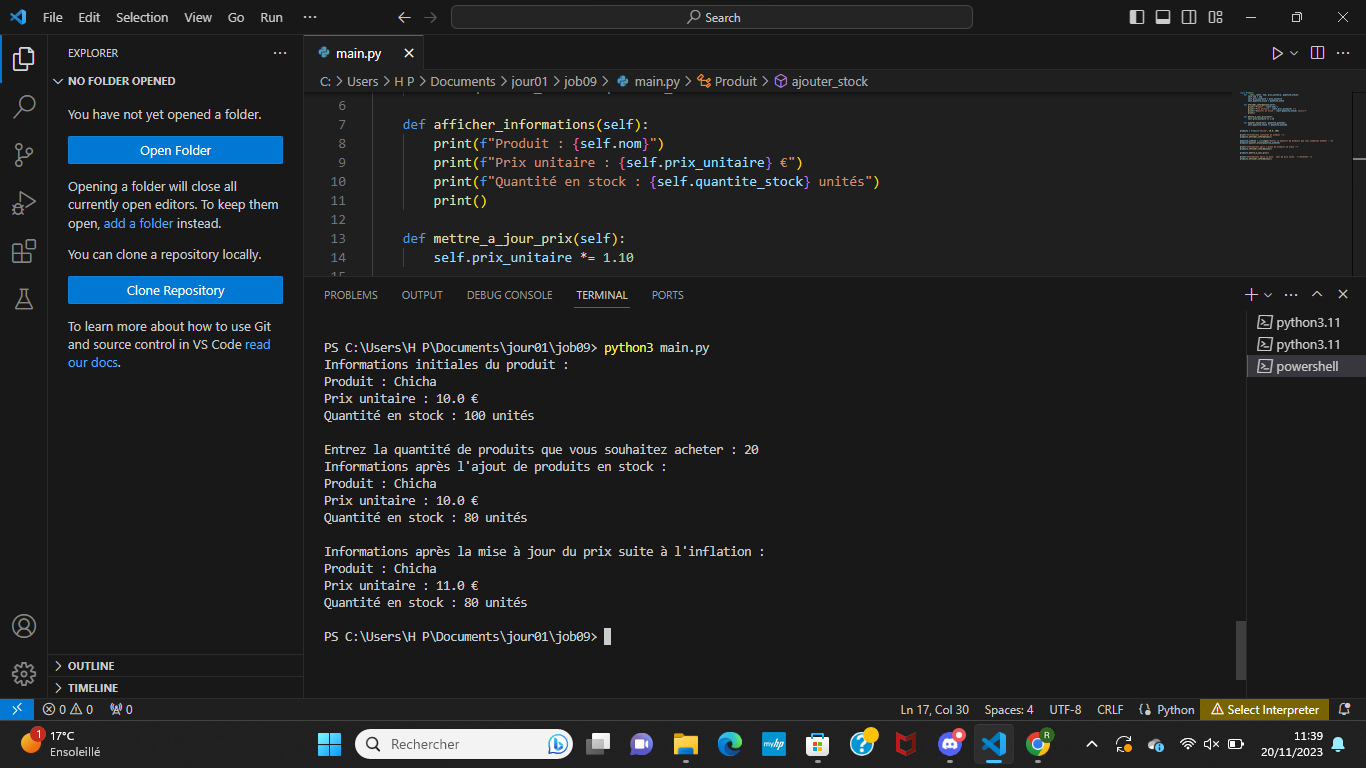 File Edit Selection View Go Run ···
Search
EXPLORER
NO FOLDER OPENED
You have not yet opened a folder.
Open Folder
Opening a folder will close all
currently open editors. To keep them
open, add a folder instead.
You can clone a repository locally.
Clone Repository
To learn more about how to use Git
and source control in VS Code read
our docs.
OUTLINE
TIMELINE
main.py
C: > Users > H P > Documents > jour01 > job09 > main.py > Produit > ajouter_stock
6
7 def afficher_informations(self):
8 print(f"Produit : {self.nom}")
9 print(f"Prix unitaire : {self.prix_unitaire} €")
10 print(f"Quantité en stock : {self.quantite_stock} unités")
11 print()
12
13 def mettre_a_jour_prix(self):
14 self.prix_unitaire *= 1.10
15
PROBLEMS OUTPUT DEBUG CONSOLE TERMINAL PORTS
PS C:\Users\H P\Documents\jour01\job09> python3 main.py
Informations initiales du produit :
Produit : Chicha
Prix unitaire : 10.0 €
Quantité en stock : 100 unités
Entrez la quantité de produits que vous souhaitez acheter : 20
Informations après l'ajout de produits en stock :
Produit : Chicha
Prix unitaire : 10.0 €
Quantité en stock : 80 unités
Informations après la mise à jour du prix suite à l'inflation :
Produit : Chicha
Prix unitaire : 11.0 €
Quantité en stock : 80 unités
PS C:\Users\H P\Documents\jour01\job09>
python3.11
python3.11
powershell
0 0 0
Ln 17, Col 30 Spaces: 4 UTF-8 CRLF Python Select Interpreter
1
17°C
Ensoleillé
Rechercher
myhp
R
11:39
20/11/2023